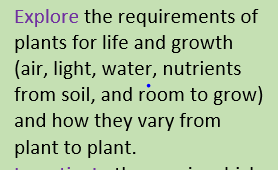 Explore the requirements of
plants for life and growth
(air, light, water, nutrients
from soil, and room to grow)
and how they vary from
plant to plant.